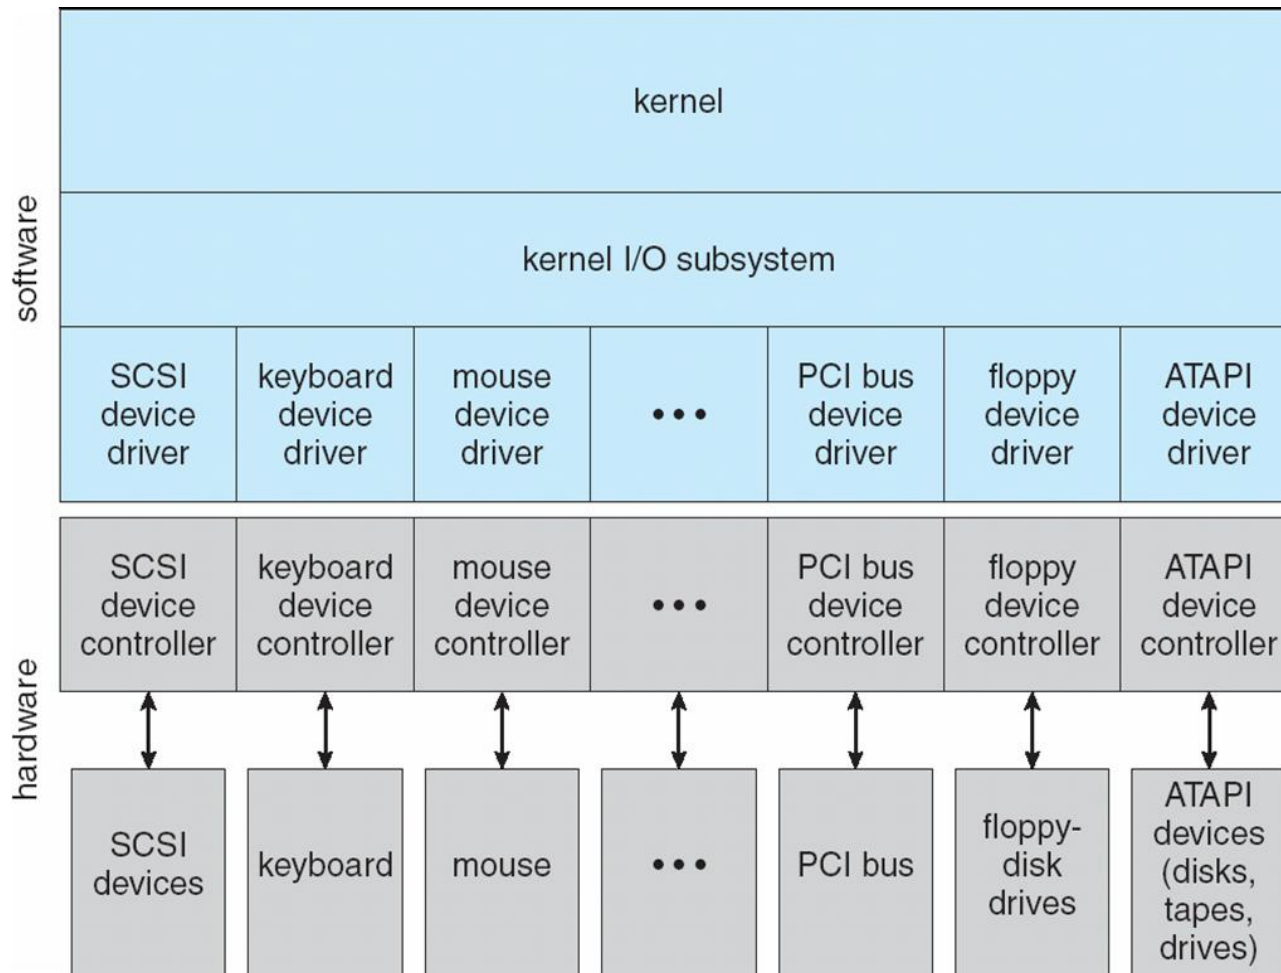 software
kernel
kernel I/O subsystem
SCSI
device
driver
keyboard
device
driver
mouse
device
driver
•••
PCI bus
device
driver
floppy
device
driver
ATAPI
device
driver
hardware
SCSI
device
controller
keyboard
device
controller
mouse
device
controller
•••
PCI bus
device
controller
floppy
device
controller
ATAPI
device
controller
SCSI
devices
keyboard
mouse
•••
PCI bus
floppy-
disk
drives
ATAPI
devices
(disks,
tapes,
drives)